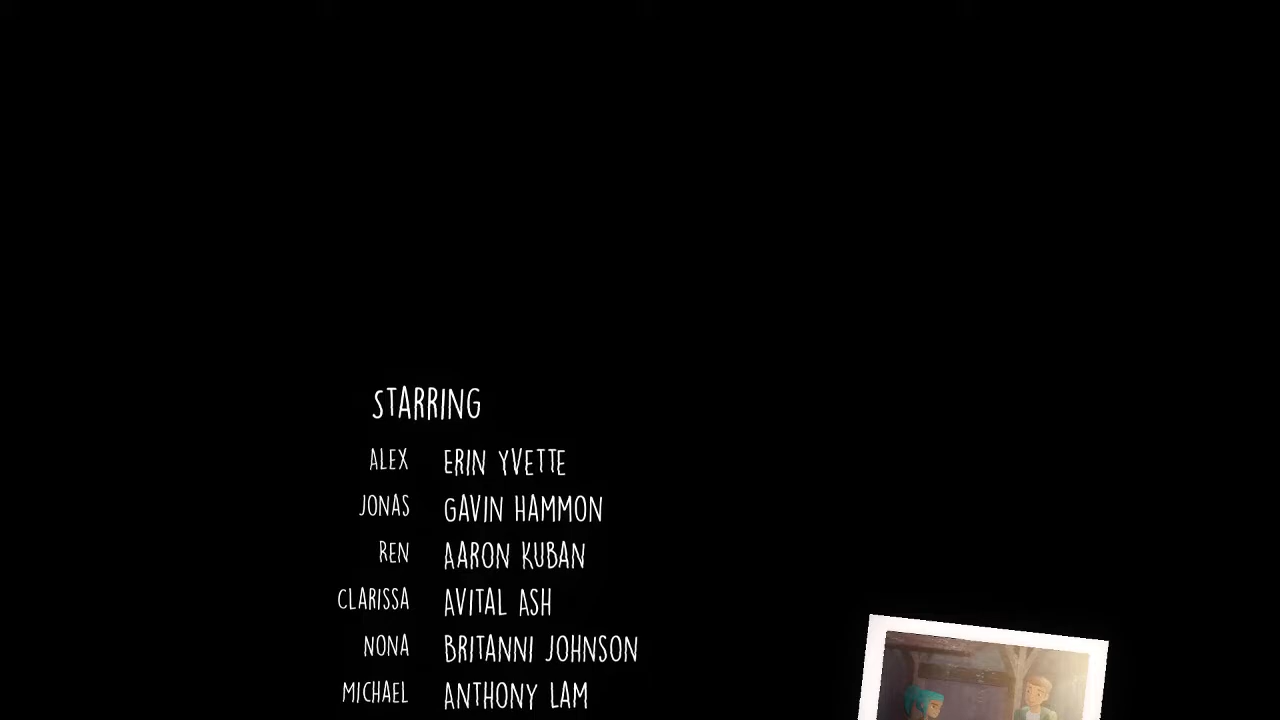 STARRING
ALEX ERIN YVETTE
JONAS GAVIN HAMMON
REN AARON KUBAN
CLARISSA AVITAL ASH
NONA BRITANNI JOHNSON
MICHAEL ANTHONY LAM